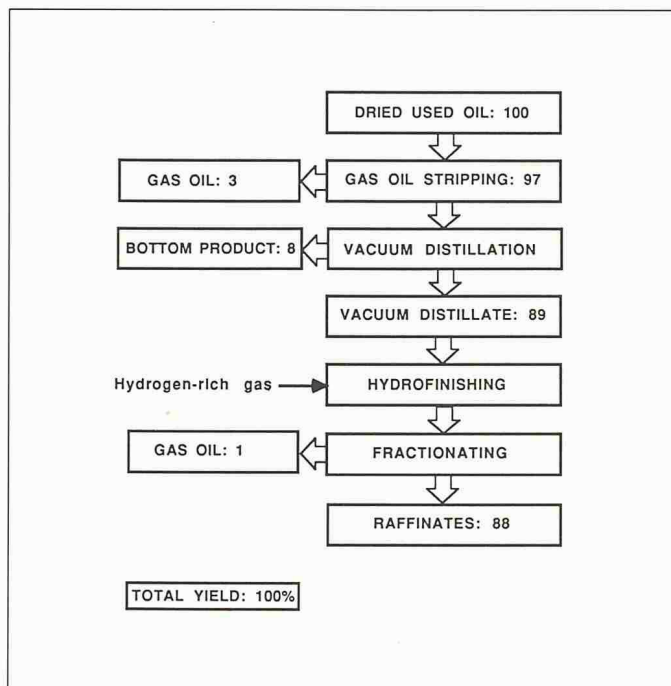 DRIED USED OIL: 100
GAS OIL: 3
GAS OIL STRIPPING: 97
BOTTOM PRODUCT: 8
VACUUM DISTILLATION
VACUUM DISTILLATE: 89
Hydrogen-rich gas
HYDROFINISHING
GAS OIL: 1
FRACTIONATING
RAFFINATES: 88
TOTAL YIELD: 100%